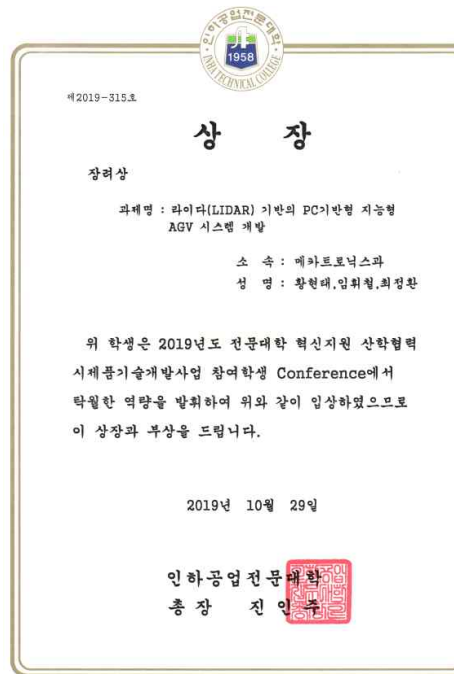 인하공업전문대학
1958
INHA TECHNICAL COLLEGE
제2019-315호
상 장
장려상
과제명 : 라이다(LIDAR) 기반의 PC기반형 지능형
AGV 시스템 개발
소 속 : 메카트로닉스과
성 명 : 황현태,임휘철,최정환
위 학생은 2019년도 전문대학 혁신지원 산학협력
시제품기술개발사업 참여학생 Conference에서
탁월한 역량을 발휘하여 위와 같이 입상하였으므로
이 상장과 부상을 드립니다.
2019년 10월 29일
인하공업전문대학
총장 진인주